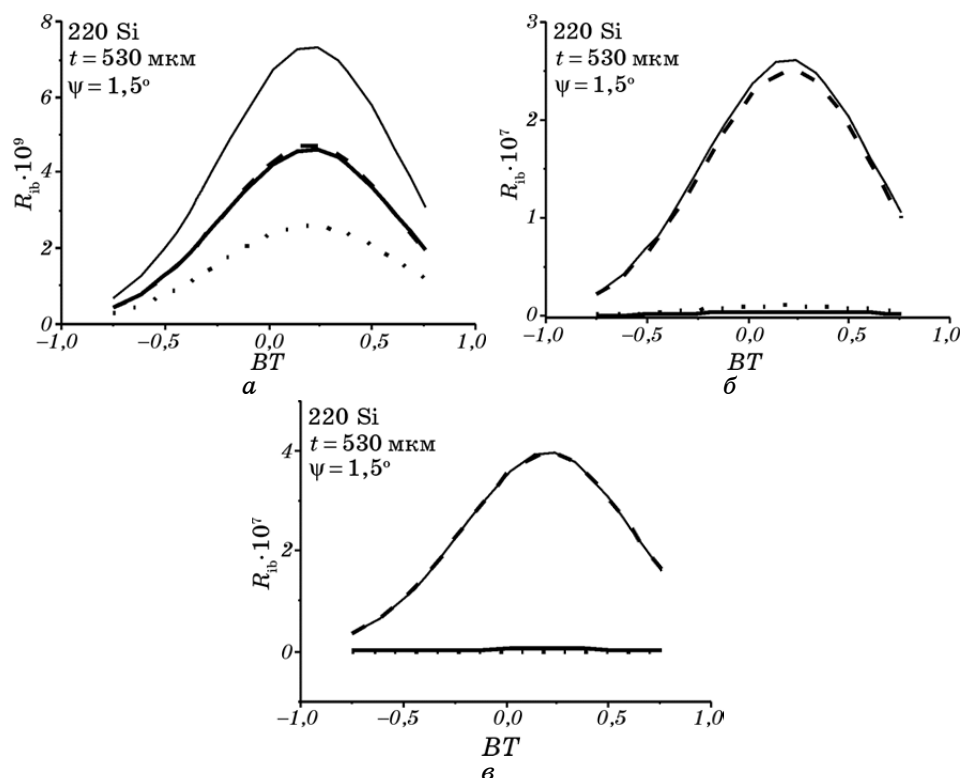 220 Si
t = 530 мкм
ψ = 1,5°
R_ib·10^9
8
6
4
2
0
−1,0 −0,5 0,0 0,5 1,0
BT
а
220 Si
t = 530 мкм
ψ = 1,5°
R_ib·10^7
3
2
1
0
−1,0 −0,5 0,0 0,5 1,0
BT
б
220 Si
t = 530 мкм
ψ = 1,5°
R_ib·10^7
4
2
0
−1,0 −0,5 0,0 0,5 1,0
BT
в